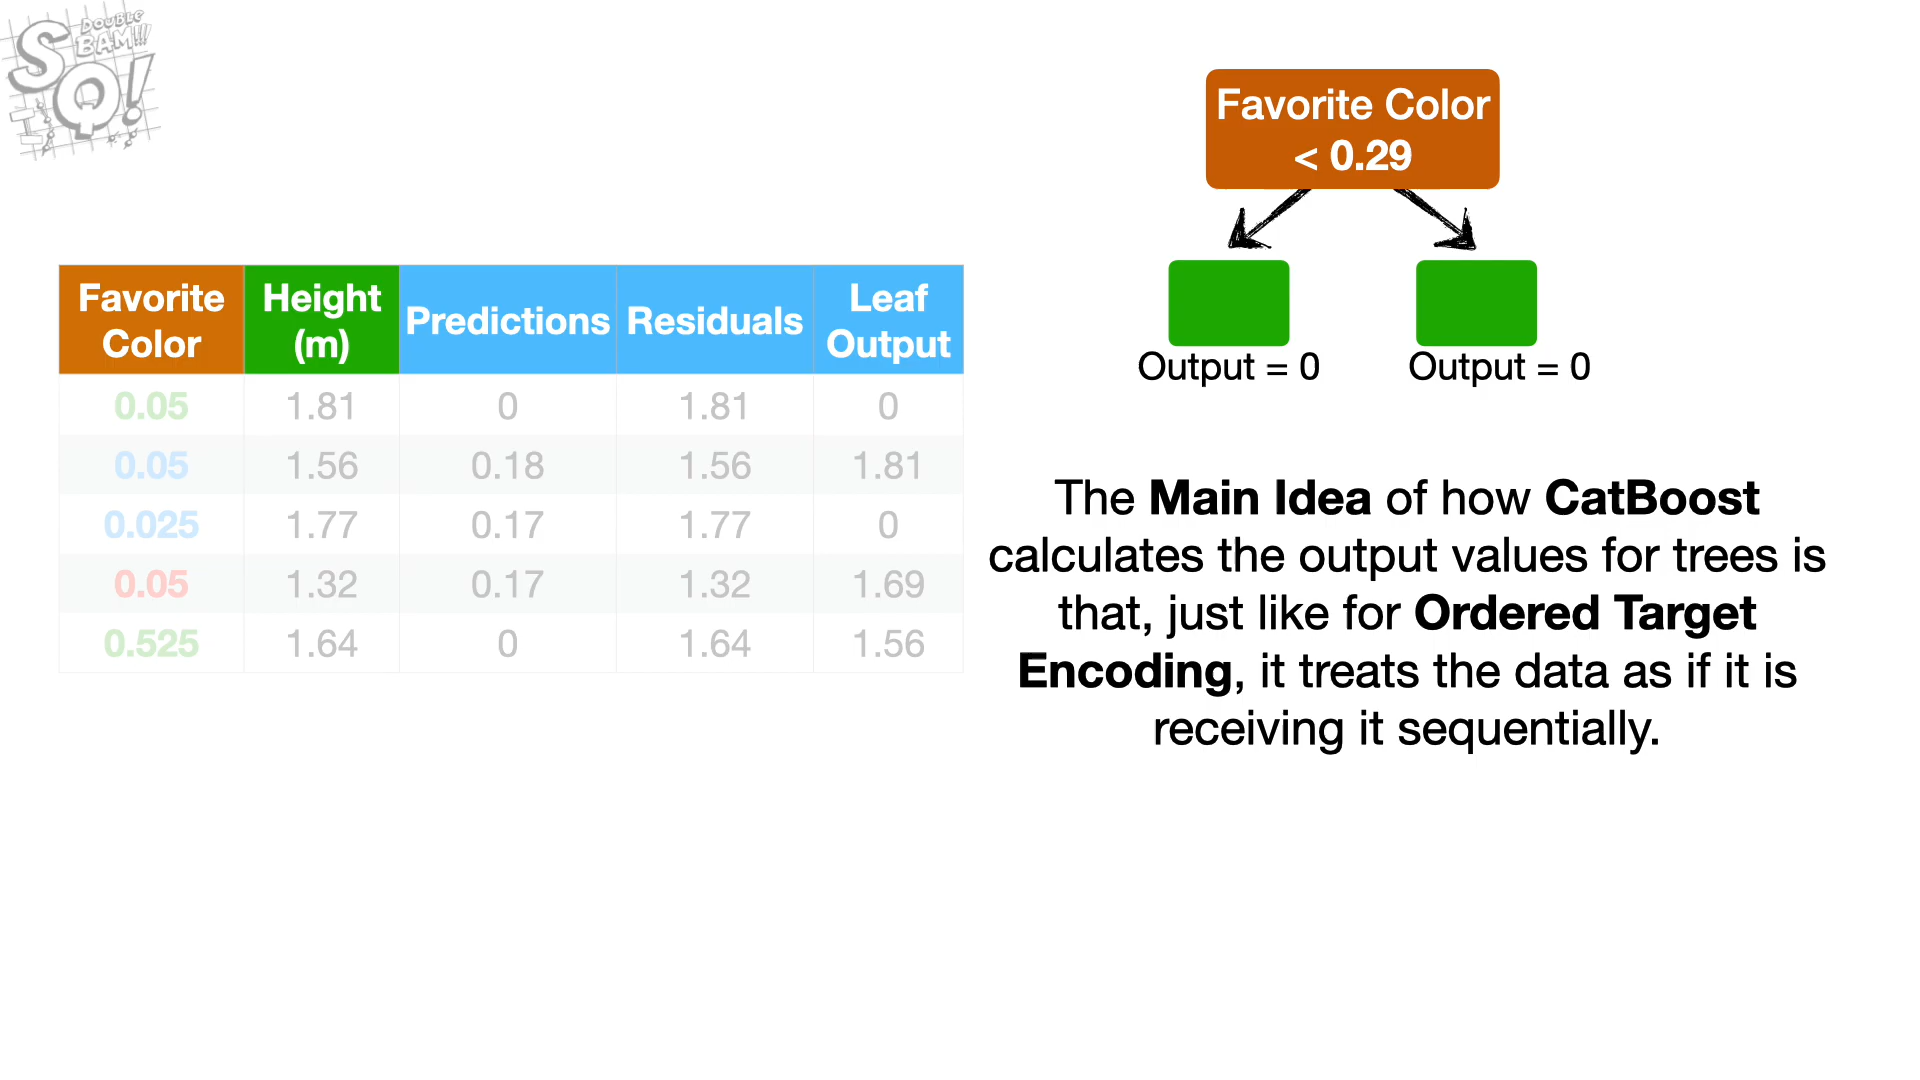 DOUBLE
BAM!!!
SQ!
Favorite Color
< 0.29
Output = 0
Output = 0
Favorite Color Height (m) Predictions Residuals Leaf Output
0.05 1.81 0 1.81 0
0.05 1.56 0.18 1.56 1.81
0.025 1.77 0.17 1.77 0
0.05 1.32 0.17 1.32 1.69
0.525 1.64 0 1.64 1.56
The Main Idea of how CatBoost
calculates the output values for trees is
that, just like for Ordered Target
Encoding, it treats the data as if it is
receiving it sequentially.